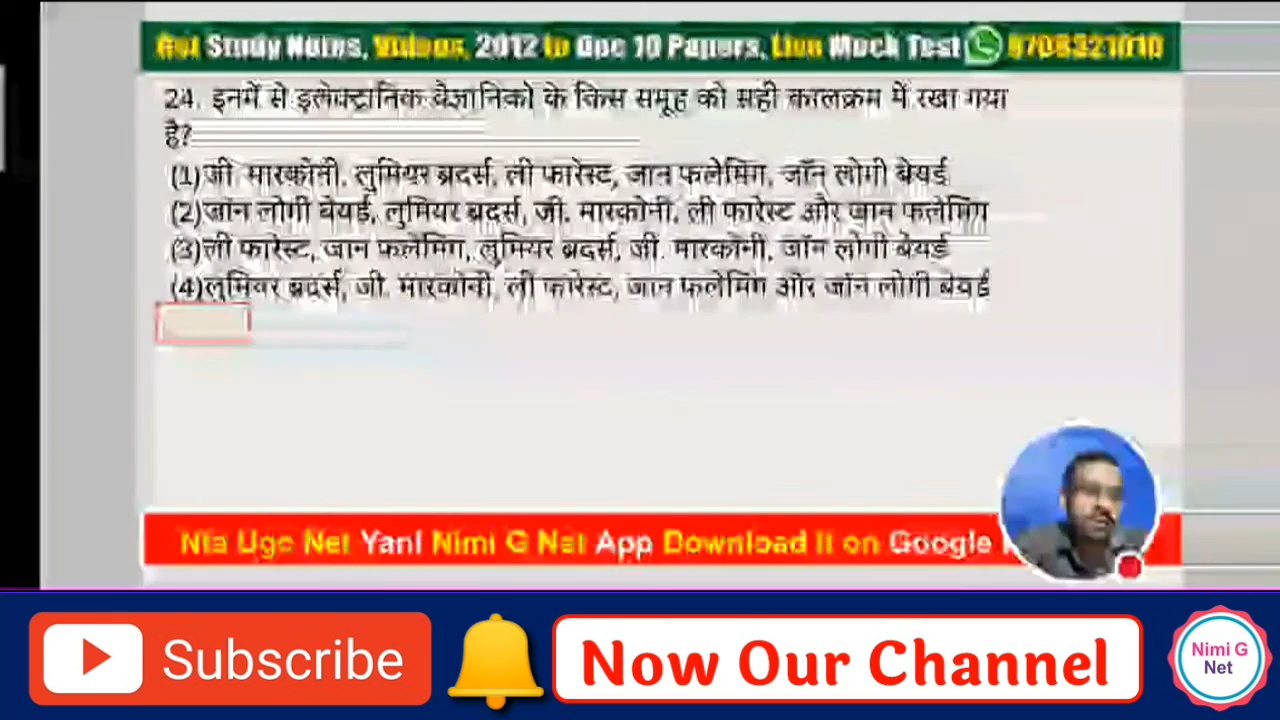 Get Study Notes, Videos, 2012 to Dec 10 Papers, Live Mock Test
24. इनमें से इलेक्ट्रानिक वैज्ञानिकों के किस समूह को सही कालक्रम में रखा गया
है?
(1)जी. मारकोनी, लुमियर ब्रदर्स, ली फारेस्ट, जान फलेमिंग, जॉन लोगी बेयर्ड
(2)जॉन लोगी बेयर्ड, लुमियर ब्रदर्स, जी. मारकोनी, ली फारेस्ट और जान फलेमिंग
(3)ली फारेस्ट, जान फलेमिंग, लुमियर ब्रदर्स, जी. मारकोनी, जॉन लोगी बेयर्ड
(4)लुमियर ब्रदर्स, जी. मारकोनी, ली फारेस्ट, जान फलेमिंग और जॉन लोगी बेयर्ड
Nta Ugc Net Yani Nimi G Net App Download It on Google
Subscribe
Now Our Channel
Nimi G
Net